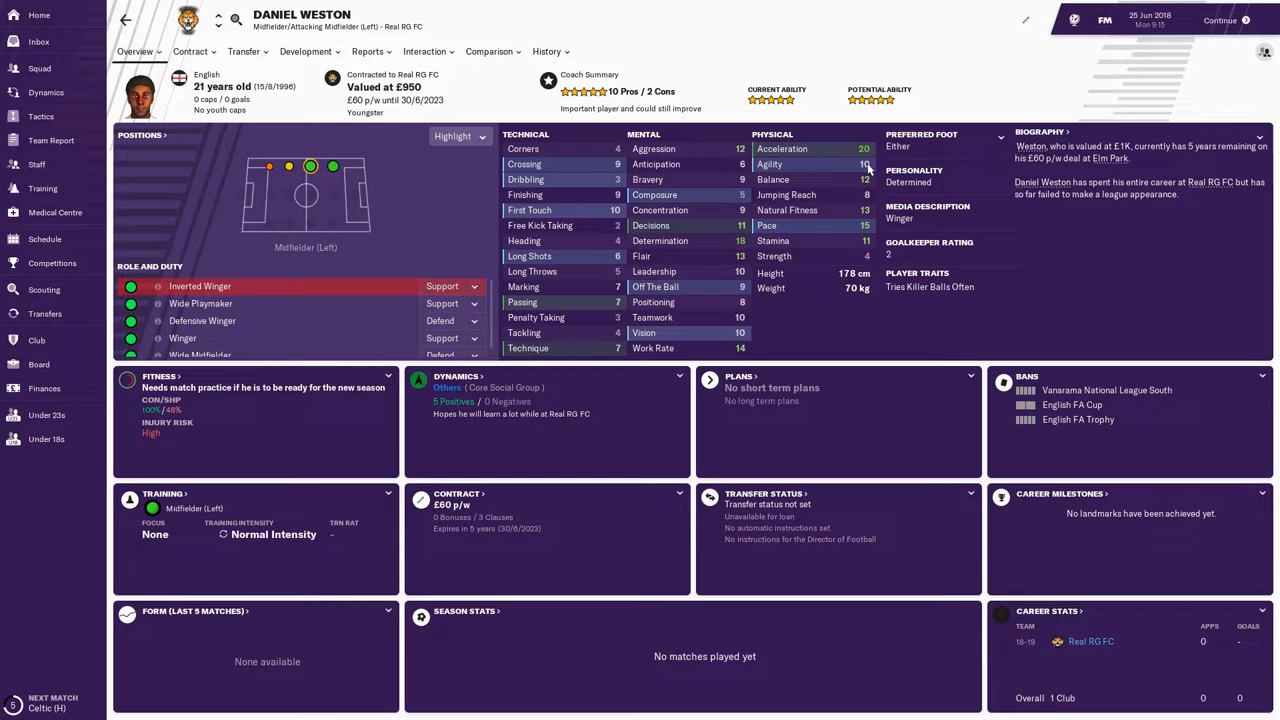 Home
Inbox
Squad
Dynamics
Tactics
Team Report
Staff
Training
Medical Centre
Schedule
Competitions
Scouting
Transfers
Club
Board
Finances
Under 23s
Under 18s
5
NEXT MATCH
Celtic (H)
DANIEL WESTON
Midfielder/Attacking Midfielder (Left) - Real RG FC
25 Jun 2018
Mon 9:15
FM
Continue
Overview
Contract
Transfer
Development
Reports
Interaction
Comparison
History
English
21 years old (15/8/1996)
0 caps / 0 goals
No youth caps
Contracted to Real RG FC
Valued at £950
£60 p/w until 30/6/2023
Youngster
Coach Summary
10 Pros / 2 Cons
Important player and could still improve
CURRENT ABILITY
POTENTIAL ABILITY
POSITIONS
Highlight
Midfielder (Left)
ROLE AND DUTY
Inverted Winger Support
Wide Playmaker Support
Defensive Winger Defend
Winger Support
Wide Midfielder Defend
TECHNICAL
Corners 4
Crossing 9
Dribbling 3
Finishing 9
First Touch 10
Free Kick Taking 2
Heading 4
Long Shots 6
Long Throws 5
Marking 7
Passing 7
Penalty Taking 3
Tackling 4
Technique 7
MENTAL
Aggression 12
Anticipation 6
Bravery 9
Composure 5
Concentration 9
Decisions 11
Determination 18
Flair 13
Leadership 10
Off The Ball 9
Positioning 8
Teamwork 10
Vision 10
Work Rate 14
PHYSICAL
Acceleration 20
Agility 10
Balance 12
Jumping Reach 8
Natural Fitness 13
Pace 15
Stamina 11
Strength 4
Height 178 cm
Weight 70 kg
PREFERRED FOOT
Either
PERSONALITY
Determined
MEDIA DESCRIPTION
Winger
GOALKEEPER RATING
2
PLAYER TRAITS
Tries Killer Balls Often
BIOGRAPHY
Weston, who is valued at £1K, currently has 5 years remaining on
his £60 p/w deal at Elm Park.
Daniel Weston has spent his entire career at Real RG FC but has
so far failed to make a league appearance.
FITNESS
Needs match practice if he is to be ready for the new season
CON/SHP
100%/48%
INJURY RISK
High
DYNAMICS
Others (Core Social Group)
5 Positives / 0 Negatives
Hopes he will learn a lot while at Real RG FC
PLANS
No short term plans
No long term plans
BANS
Vanarama National League South
English FA Cup
English FA Trophy
TRAINING
Midfielder (Left)
FOCUS
None
TRAINING INTENSITY
Normal Intensity
TRN RAT
-
CONTRACT
£60 p/w
0 Bonuses / 3 Clauses
Expires in 5 years (30/6/2023)
TRANSFER STATUS
Transfer status not set
Unavailable for loan
No automatic instructions set
No instructions for the Director of Football
CAREER MILESTONES
No landmarks have been achieved yet.
FORM (LAST 5 MATCHES)
None available
SEASON STATS
No matches played yet
CAREER STATS
TEAM APPS GOALS
18-19 Real RG FC 0 -
Overall 1 Club 0 0